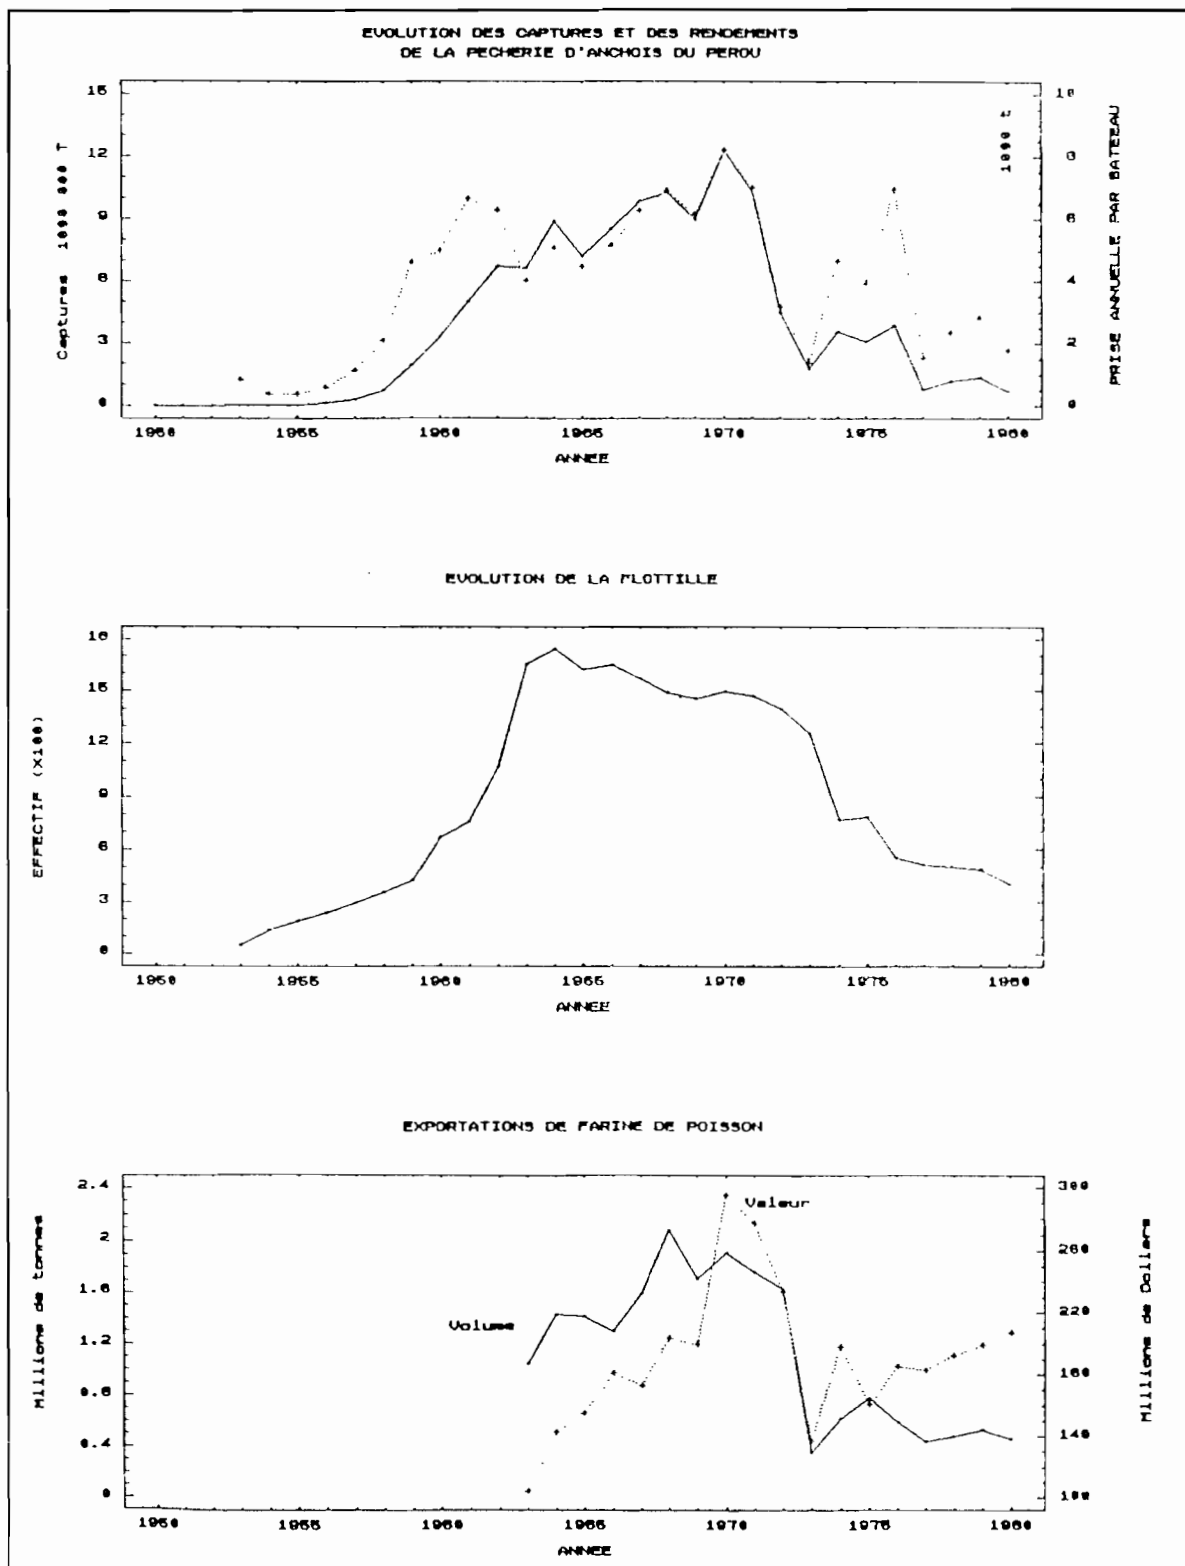 EVOLUTION DES CAPTURES ET DES RENDEMENTS
DE LA PECHERIE D'ANCHOIS DU PEROU
Captures 1000 000 T
15
12
9
6
3
0
10
8
6
4
2
0
1000 t
PRISE ANNUELLE PAR BATEEAU
1950 1955 1960 1965 1970 1975 1980
ANNEE
EVOLUTION DE LA FLOTTILLE
EFFECTIF (X100)
18
15
12
9
6
3
0
1950 1955 1960 1965 1970 1975 1980
ANNEE
EXPORTATIONS DE FARINE DE POISSON
Millions de tonnes
2.4
2
1.6
1.2
0.8
0.4
0
Valeur
Volume
300
260
220
180
140
100
Millions de Dollars
1950 1955 1960 1965 1970 1975 1980
ANNEE